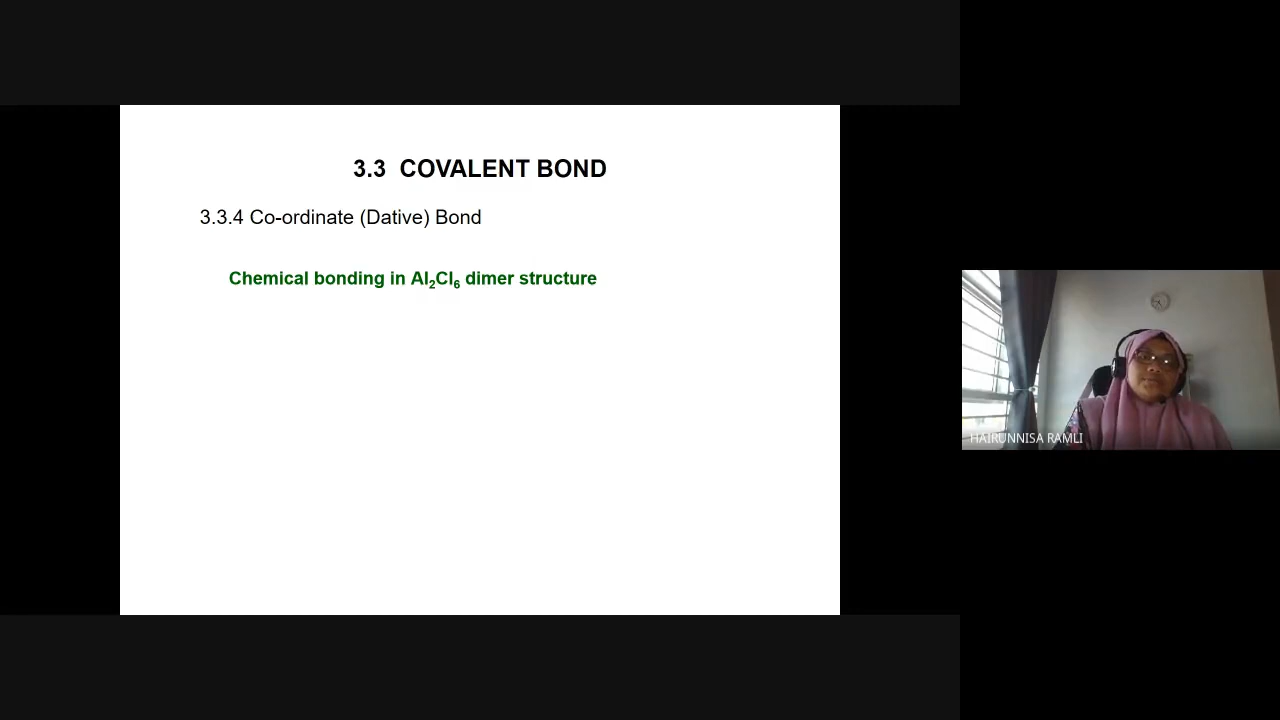 3.3 COVALENT BOND
3.3.4 Co-ordinate (Dative) Bond
Chemical bonding in Al₂Cl₆ dimer structure
HAIRUNNISA RAMLI